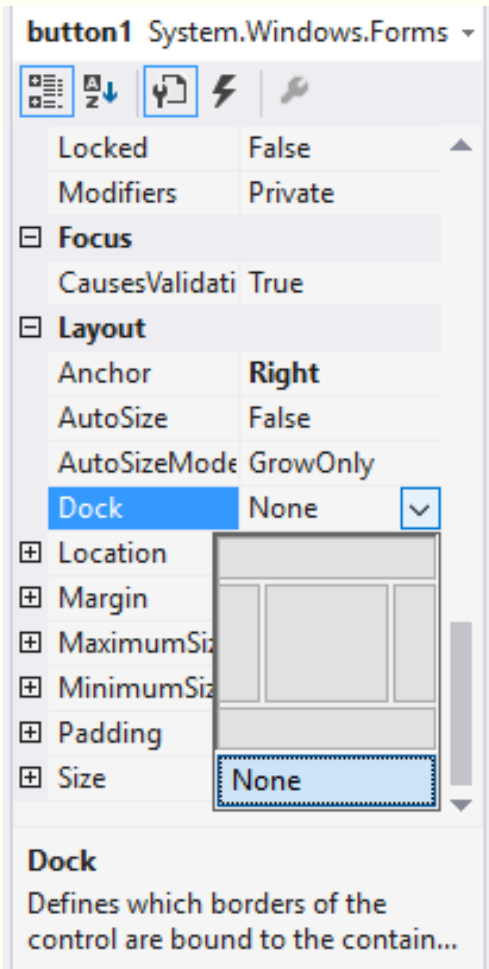 button1 System.Windows.Forms
Locked False
Modifiers Private
Focus
CausesValidati True
Layout
Anchor Right
AutoSize False
AutoSizeMode GrowOnly
Dock None
Location
Margin
MaximumSiz
MinimumSiz
Padding
Size
None
Dock
Defines which borders of the
control are bound to the contain...